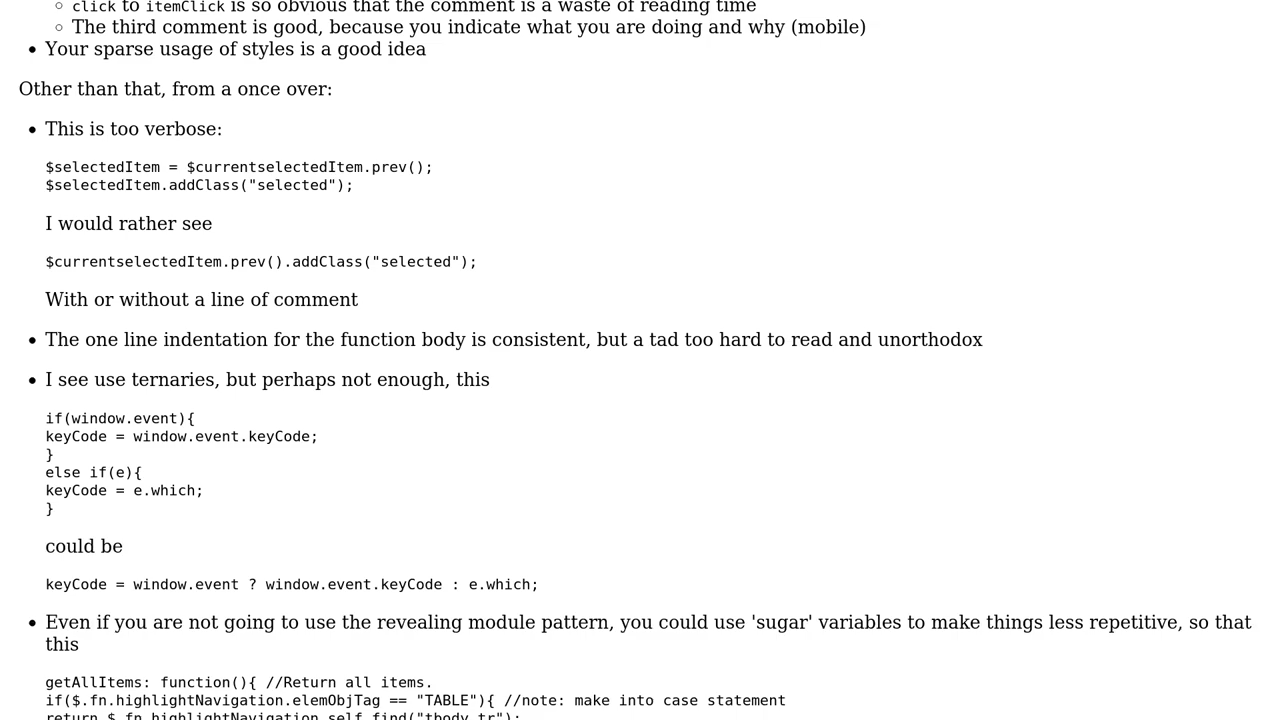 click to itemClick is so obvious that the comment is a waste of reading time
The third comment is good, because you indicate what you are doing and why (mobile)
Your sparse usage of styles is a good idea
Other than that, from a once over:
This is too verbose:
$selectedItem = $currentselectedItem.prev();
$selectedItem.addClass("selected");
I would rather see
$currentselectedItem.prev().addClass("selected");
With or without a line of comment
The one line indentation for the function body is consistent, but a tad too hard to read and unorthodox
I see use ternaries, but perhaps not enough, this
if(window.event){
keyCode = window.event.keyCode;
}
else if(e){
keyCode = e.which;
}
could be
keyCode = window.event ? window.event.keyCode : e.which;
Even if you are not going to use the revealing module pattern, you could use 'sugar' variables to make things less repetitive, so that
this
getAllItems: function(){ //Return all items.
if($.fn.highlightNavigation.elemObjTag == "TABLE"){ //note: make into case statement
return $.fn.highlightNavigation.self.find("tbody tr");